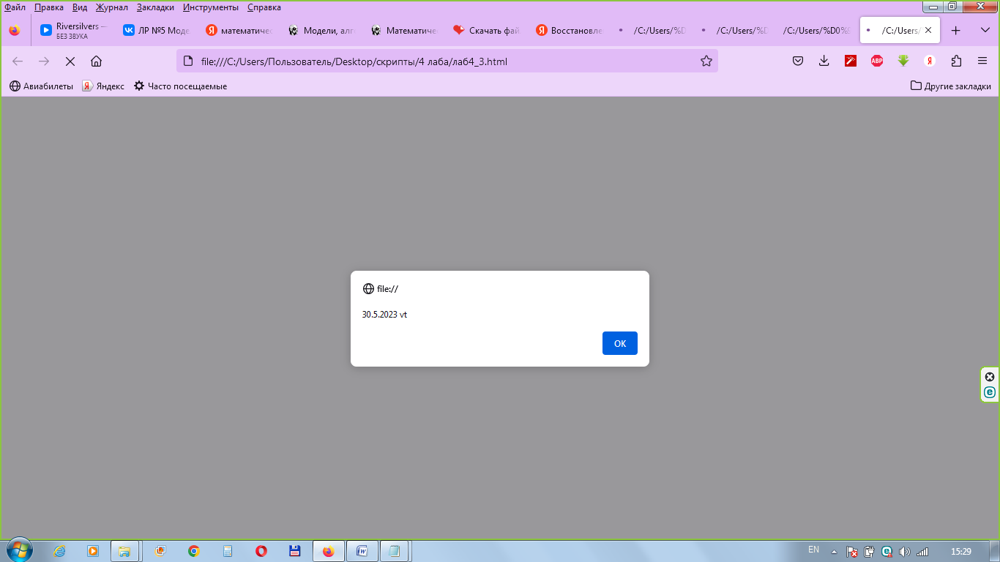 Файл Правка Вид Журнал Закладки Инструменты Справка
Riversilvers —
БЕЗ ЗВУКА
ЛР №5 Моде
математичес
Модели, алг
Математиче
Скачать фай
Восстановле
/C:/Users/%D
/C:/Users/%D
/C:/Users/%D0%
/C:/Users/
file:///C:/Users/Пользователь/Desktop/скрипты/4 лаба/лаб4_3.html
ABP
Я
Авиабилеты Яндекс Часто посещаемые Другие закладки
file://
30.5.2023 vt
OK
EN
15:29